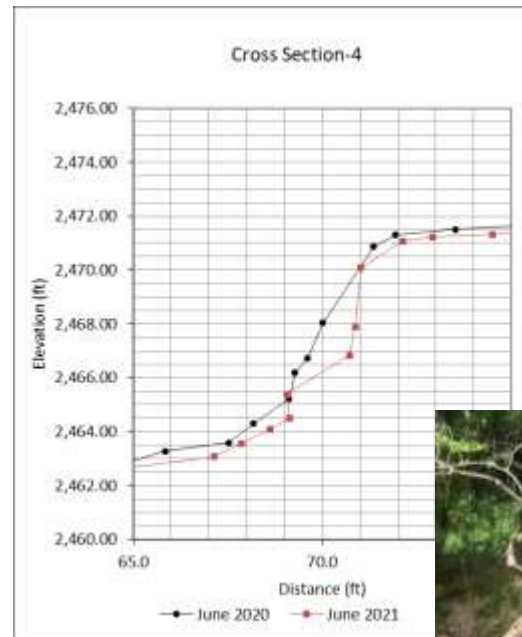 Cross Section-4
2,476.00
2,474.00
2,472.00
2,470.00
2,468.00
2,466.00
2,464.00
2,462.00
2,460.00
Elevation (ft)
65.0 70.0
Distance (ft)
June 2020 June 2021